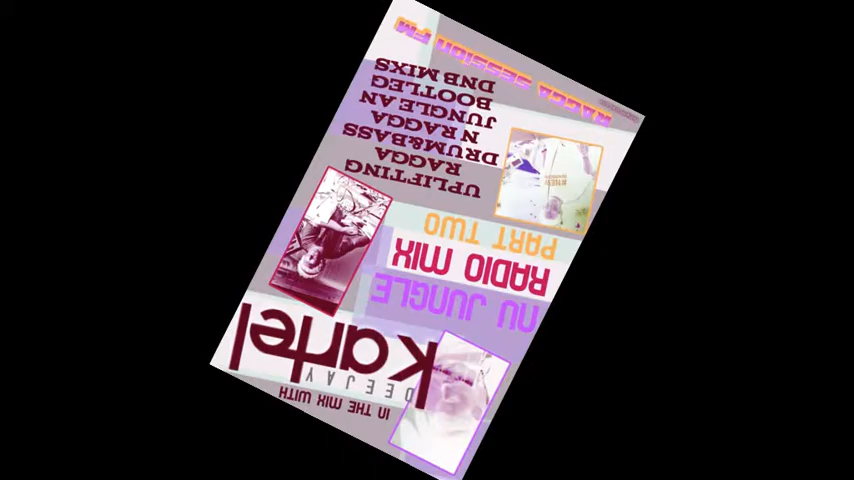 IN THE MIX WITH
DEEJAY
kartel
NU JUNGLE
RADIO MIX
PART TWO
UPLIFTING
RAGGA
DRUM&BASS
N RAGGA
JUNGLE AN
BOOTLEG
DNB MIXS
RAGGA SESSION FM